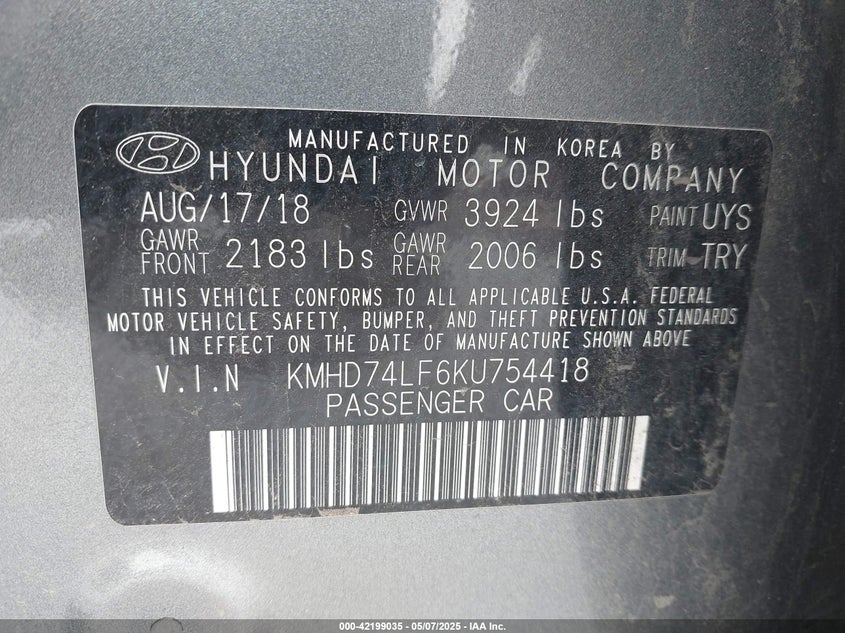 MANUFACTURED IN KOREA BY
HYUNDAI MOTOR COMPANY
AUG/17/18 GVWR 3924 lbs PAINT UYS
GAWR FRONT 2183 lbs GAWR REAR 2006 lbs TRIM TRY
THIS VEHICLE CONFORMS TO ALL APPLICABLE U.S.A. FEDERAL
MOTOR VEHICLE SAFETY, BUMPER, AND THEFT PREVENTION STANDARDS
IN EFFECT ON THE DATE OF MANUFACTURE SHOWN ABOVE
V.I.N KMHD74LF6KU754418
PASSENGER CAR
000-42199035 — 05/07/2025 — IAA Inc.